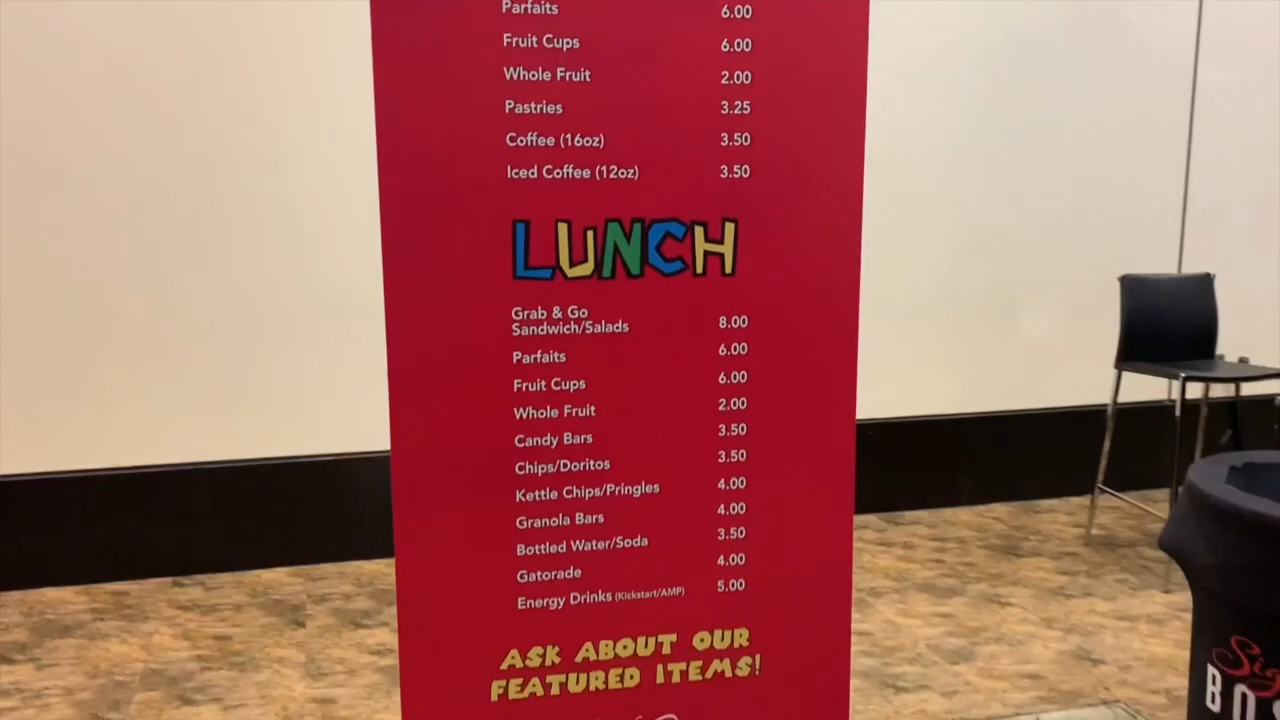 Parfaits 6.00
Fruit Cups 6.00
Whole Fruit 2.00
Pastries 3.25
Coffee (16oz) 3.50
Iced Coffee (12oz) 3.50
LUNCH
Grab & Go
Sandwich/Salads 8.00
Parfaits 6.00
Fruit Cups 6.00
Whole Fruit 2.00
Candy Bars 3.50
Chips/Doritos 3.50
Kettle Chips/Pringles 4.00
Granola Bars 4.00
Bottled Water/Soda 3.50
Gatorade 4.00
Energy Drinks (Kickstart/AMP) 5.00
ASK ABOUT OUR
FEATURED ITEMS!